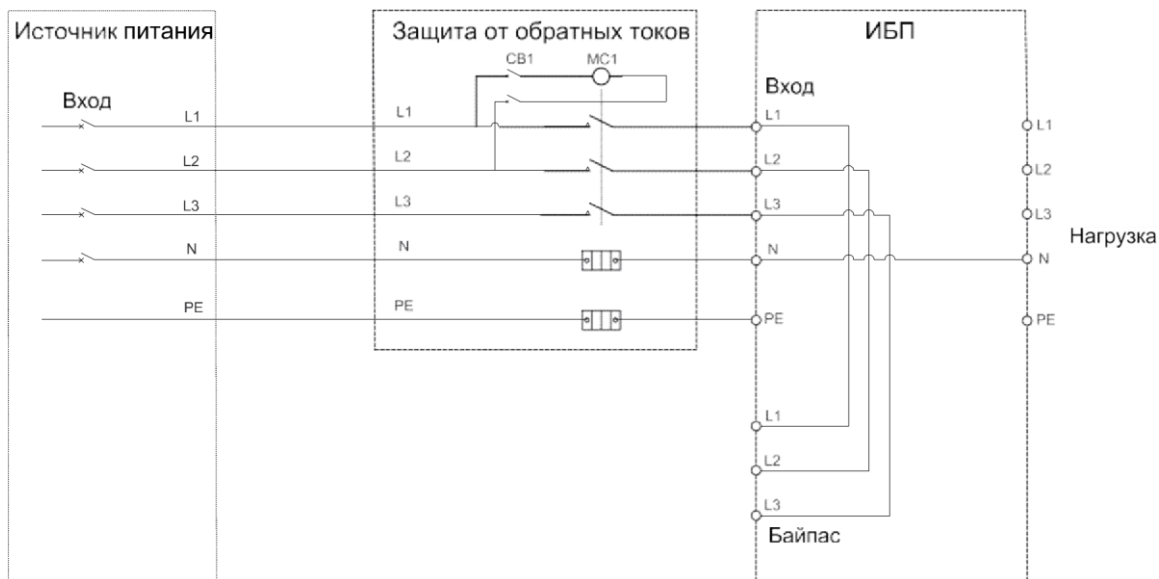 Источник питания
Защита от обратных токов
ИБП
CB1
MC1
Вход
Вход
L1
L1
L1
L1
L2
L2
L2
L2
L3
L3
L3
L3
Нагрузка
N
N
N
N
PE
PE
PE
PE
L1
L2
L3
Байпас